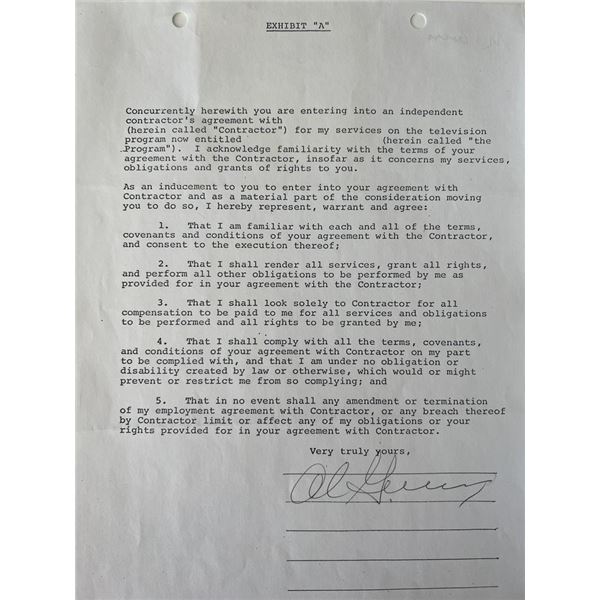 EXHIBIT "A"
Concurrently herewith you are entering into an independent
contractor's agreement with
(herein called "Contractor") for my services on the television
program now entitled (herein called "the
Program"). I acknowledge familiarity with the terms of your
agreement with the Contractor, insofar as it concerns my services,
obligations and grants of rights to you.
As an inducement to you to enter into your agreement with
Contractor and as a material part of the consideration moving
you to do so, I hereby represent, warrant and agree:
1. That I am familiar with each and all of the terms,
covenants and conditions of your agreement with the Contractor,
and consent to the execution thereof;
2. That I shall render all services, grant all rights,
and perform all other obligations to be performed by me as
provided for in your agreement with the Contractor;
3. That I shall look solely to Contractor for all
compensation to be paid to me for all services and obligations
to be performed and all rights to be granted by me;
4. That I shall comply with all the terms, covenants,
and conditions of your agreement with Contractor on my part
to be complied with, and that I am under no obligation or
disability created by law or otherwise, which would or might
prevent or restrict me from so complying; and
5. That in no event shall any amendment or termination
of my employment agreement with Contractor, or any breach thereof
by Contractor limit or affect any of my obligations or your
rights provided for in your agreement with Contractor.
Very truly yours,
Al Green